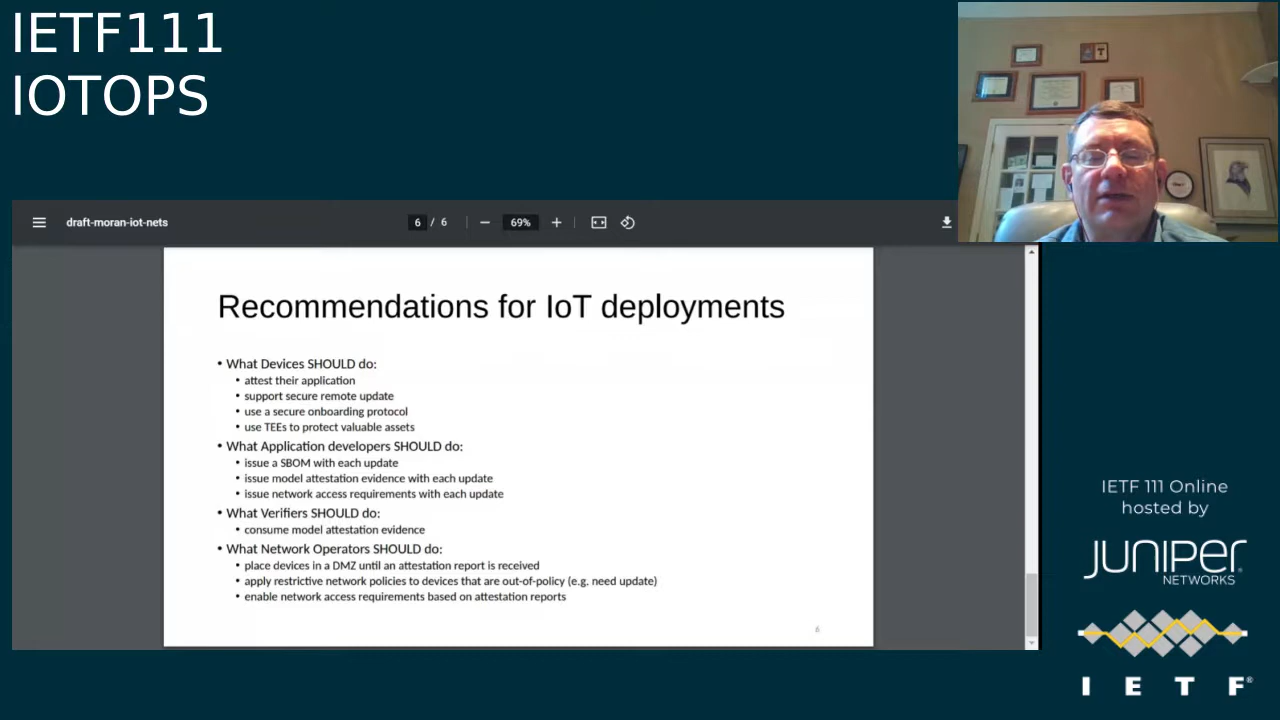 IETF111
IOTOPS
draft-moran-iot-nets
6 / 6
69%
Recommendations for IoT deployments
• What Devices SHOULD do:
• attest their application
• support secure remote update
• use a secure onboarding protocol
• use TEEs to protect valuable assets
• What Application developers SHOULD do:
• issue a SBOM with each update
• issue model attestation evidence with each update
• issue network access requirements with each update
• What Verifiers SHOULD do:
• consume model attestation evidence
• What Network Operators SHOULD do:
• place devices in a DMZ until an attestation report is received
• apply restrictive network policies to devices that are out-of-policy (e.g. need update)
• enable network access requirements based on attestation reports
6
IETF 111 Online
hosted by
JUNIPER
NETWORKS
I E T F®